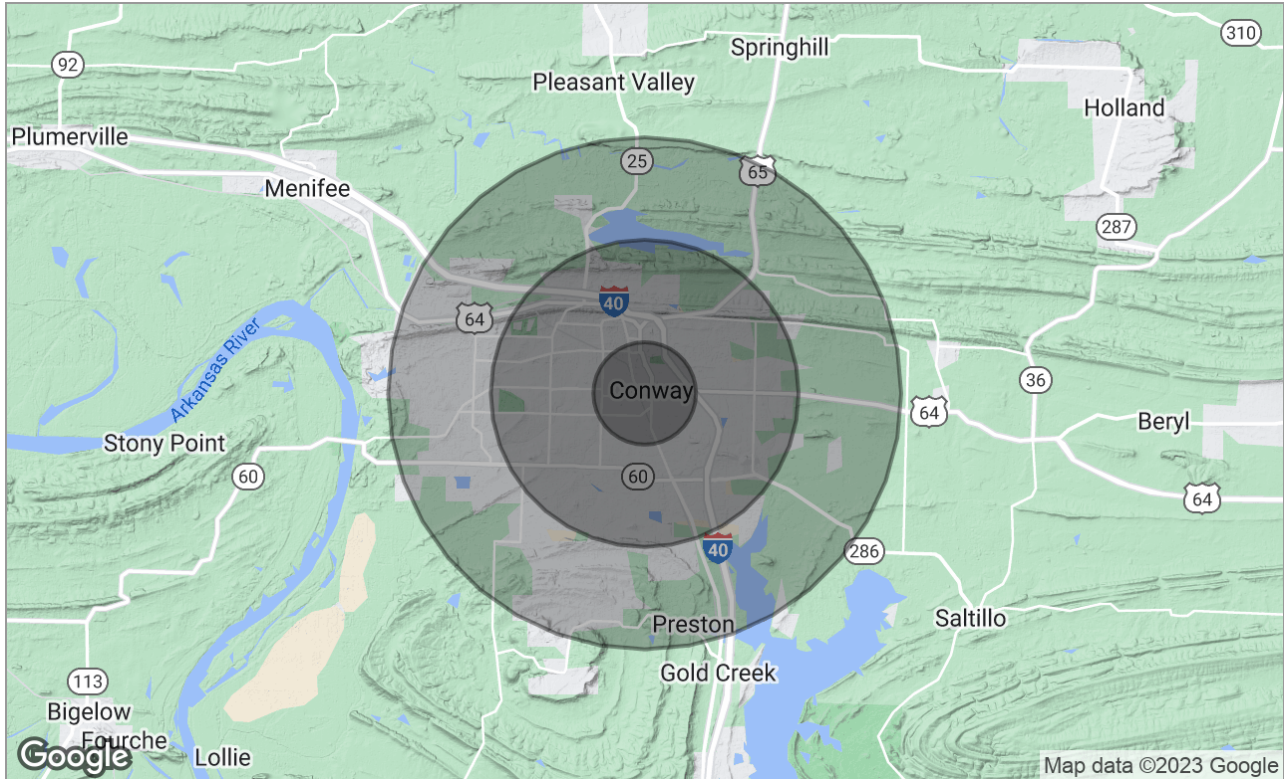 310
Springhill
92
Pleasant Valley
Holland
Plumerville
25
65
Menifee
287
40
64
Arkansas River
36
Conway
64
Beryl
Stony Point
60
60
64
40
286
Saltillo
Preston
Gold Creek
113
Bigelow
Fourche
Lollie
Google
Map data ©2023 Google